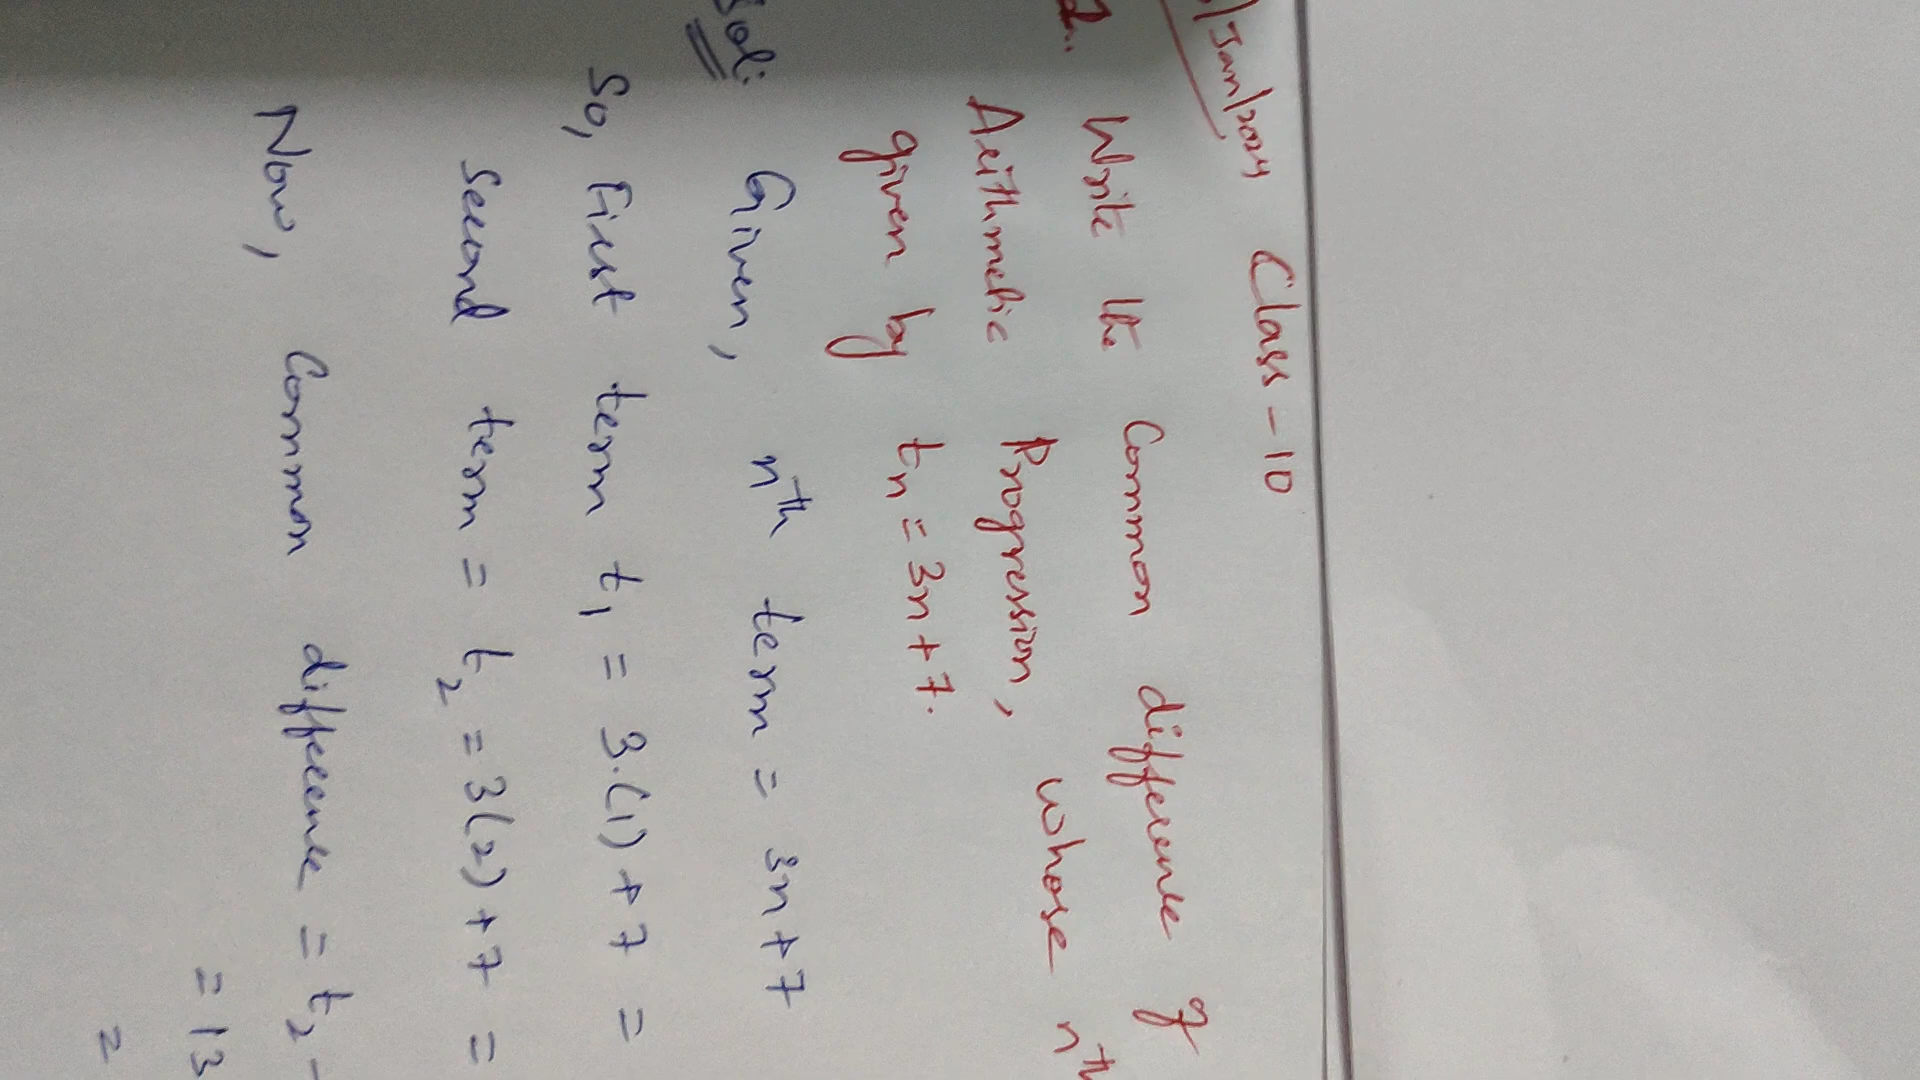 /Jan/2024 Class - 10
2. Write the Common difference of
Arithmetic Progression, whose nth
given by tn = 3n + 7.
Sol: Given, nth term = 3n + 7
So, First term t1 = 3.(1) + 7 =
Second term = t2 = 3(2) + 7 =
Now, Common difference = t2 -
= 13
=